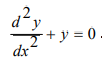 d²y/dx² + y = 0.